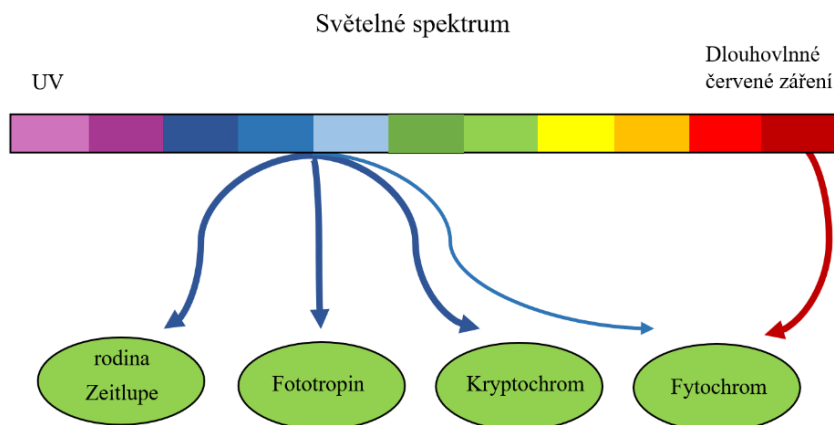 Světelné spektrum
UV
Dlouhovlnné
červené záření
rodina
Zeitlupe
Fototropin
Kryptochrom
Fytochrom